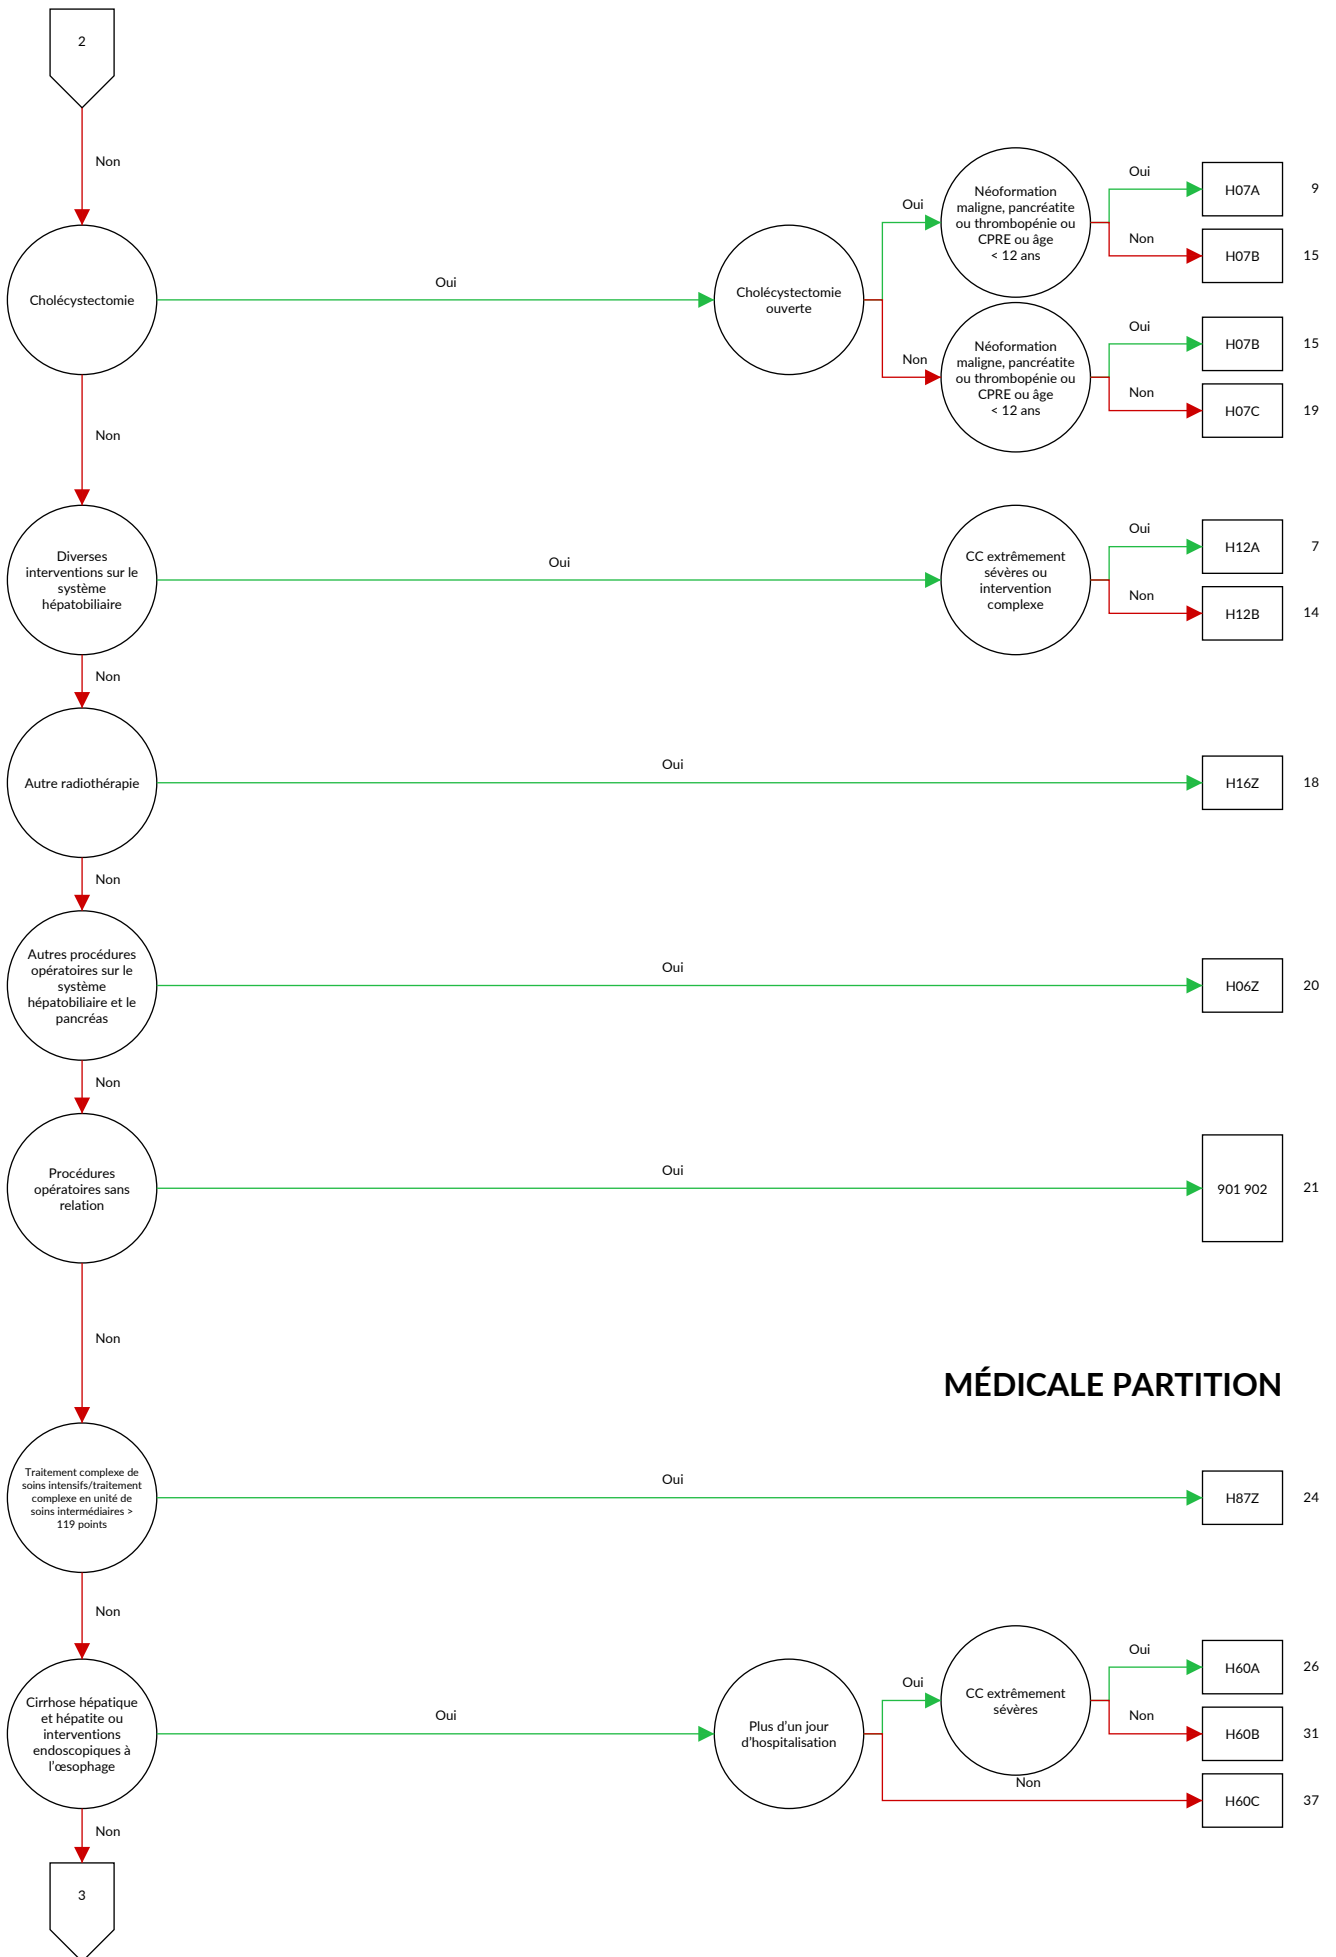 2
Non
Cholécystectomie
Oui
Cholécystectomie
ouverte
Oui
Néoformation
maligne, pancréatite
ou thrombopénie ou
CPRE ou âge
< 12 ans
Oui
H07A
9
Non
H07B
15
Non
Néoformation
maligne, pancréatite
ou thrombopénie ou
CPRE ou âge
< 12 ans
Oui
H07B
15
Non
H07C
19
Non
Diverses
interventions sur le
système
hépatobiliaire
Oui
CC extrêmement
sévères ou
intervention
complexe
Oui
H12A
7
Non
H12B
14
Non
Autre radiothérapie
Oui
H16Z
18
Non
Autres procédures
opératoires sur le
système
hépatobiliaire et le
pancréas
Oui
H06Z
20
Non
Procédures
opératoires sans
relation
Oui
901 902
21
Non
MÉDICALE PARTITION
Traitement complexe de
soins intensifs/traitement
complexe en unité de
soins intermédiaires >
119 points
Oui
H87Z
24
Non
Cirrhose hépatique
et hépatite ou
interventions
endoscopiques à
l'œsophage
Oui
Plus d'un jour
d'hospitalisation
Oui
CC extrêmement
sévères
Oui
H60A
26
Non
H60B
31
Non
H60C
37
Non
3